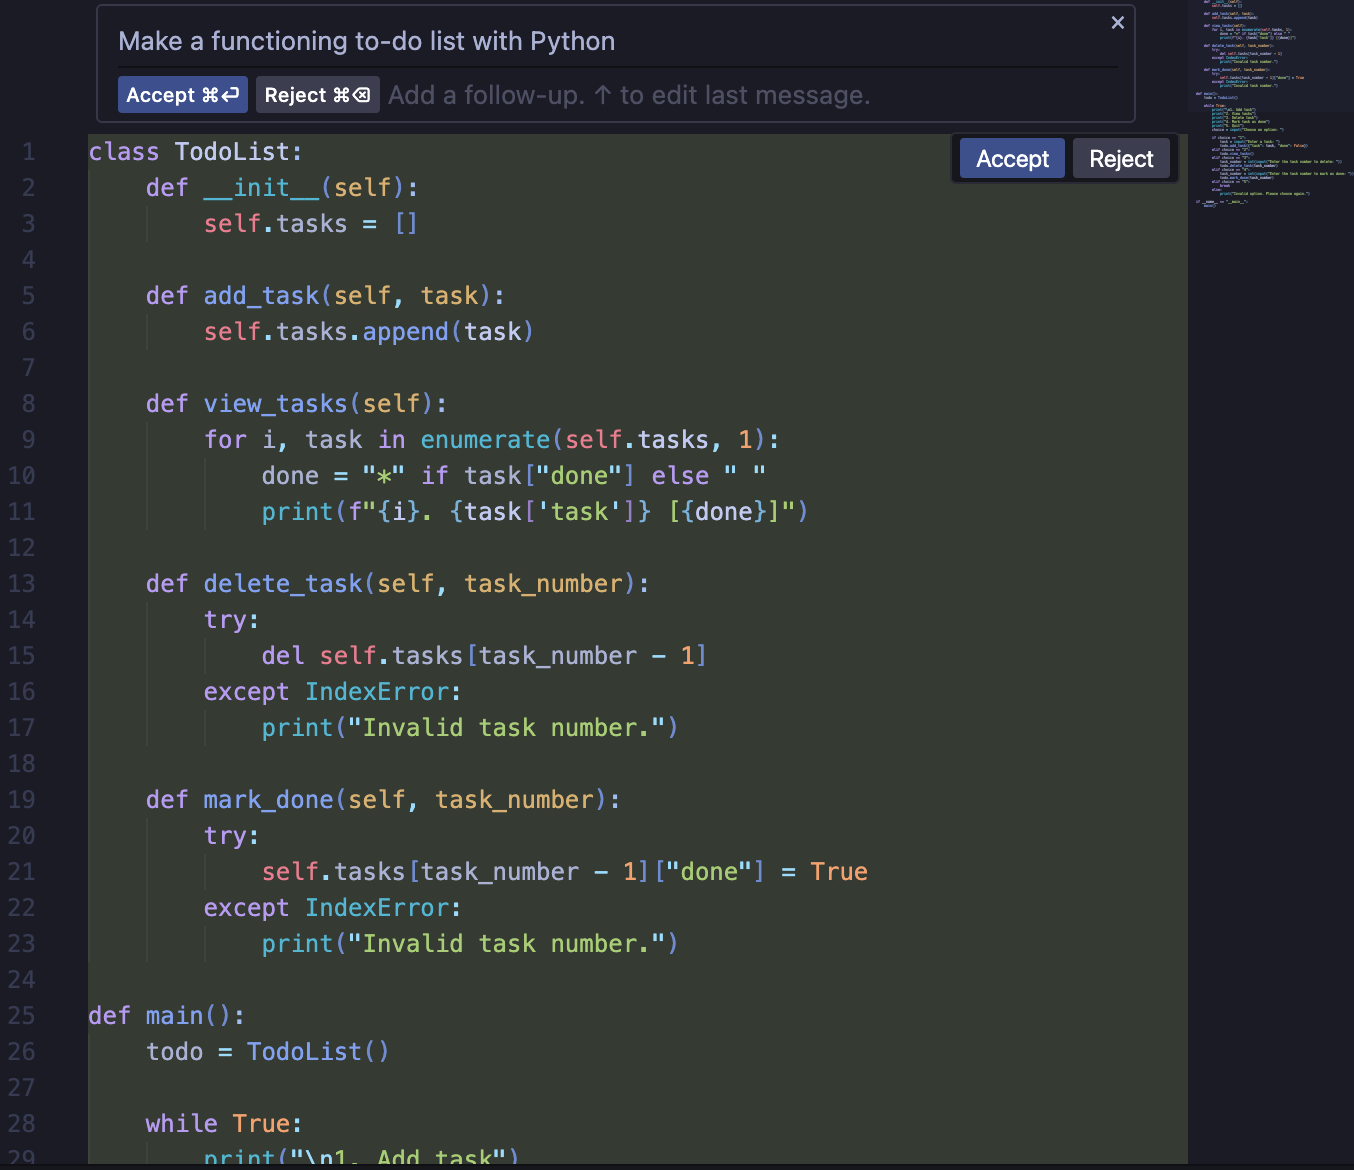 Make a functioning to-do list with Python
Accept ⌘⏎ Reject ⌘⌫ Add a follow-up. ↑ to edit last message.
Accept Reject
1 class TodoList:
2     def __init__(self):
3         self.tasks = []
4
5     def add_task(self, task):
6         self.tasks.append(task)
7
8     def view_tasks(self):
9         for i, task in enumerate(self.tasks, 1):
10             done = "*" if task["done"] else " "
11             print(f"{i}. {task['task']} [{done}]")
12
13     def delete_task(self, task_number):
14         try:
15             del self.tasks[task_number - 1]
16         except IndexError:
17             print("Invalid task number.")
18
19     def mark_done(self, task_number):
20         try:
21             self.tasks[task_number - 1]["done"] = True
22         except IndexError:
23             print("Invalid task number.")
24
25 def main():
26     todo = TodoList()
27
28     while True:
29         print("\n1. Add task")